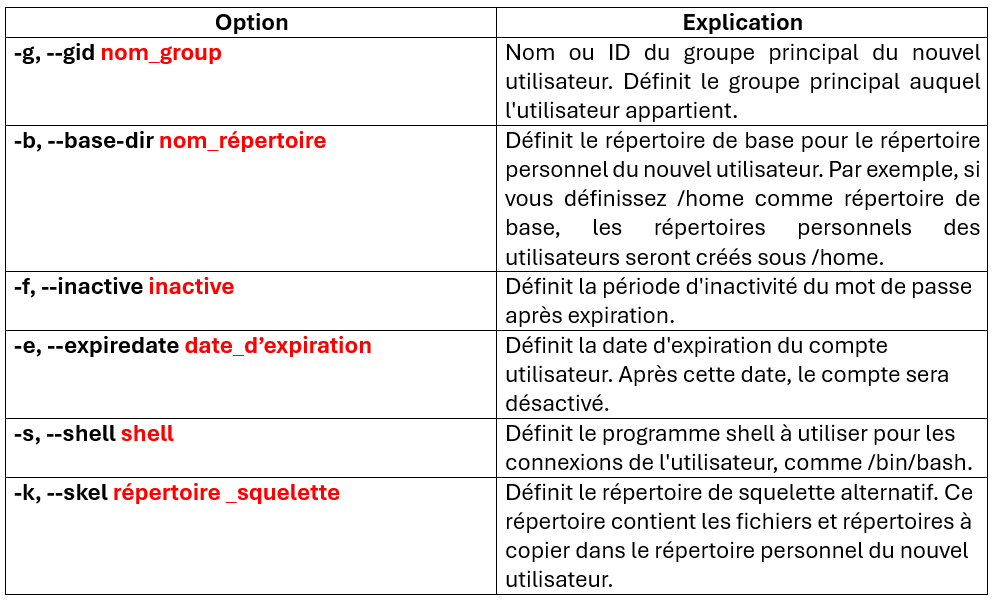 Option
Explication
-g, --gid nom_group
Nom ou ID du groupe principal du nouvel
utilisateur. Définit le groupe principal auquel
l'utilisateur appartient.
-b, --base-dir nom_répertoire
Définit le répertoire de base pour le répertoire
personnel du nouvel utilisateur. Par exemple, si
vous définissez /home comme répertoire de
base, les répertoires personnels des
utilisateurs seront créés sous /home.
-f, --inactive inactive
Définit la période d'inactivité du mot de passe
après expiration.
-e, --expiredate date_d’expiration
Définit la date d'expiration du compte
utilisateur. Après cette date, le compte sera
désactivé.
-s, --shell shell
Définit le programme shell à utiliser pour les
connexions de l'utilisateur, comme /bin/bash.
-k, --skel répertoire _squelette
Définit le répertoire de squelette alternatif. Ce
répertoire contient les fichiers et répertoires à
copier dans le répertoire personnel du nouvel
utilisateur.